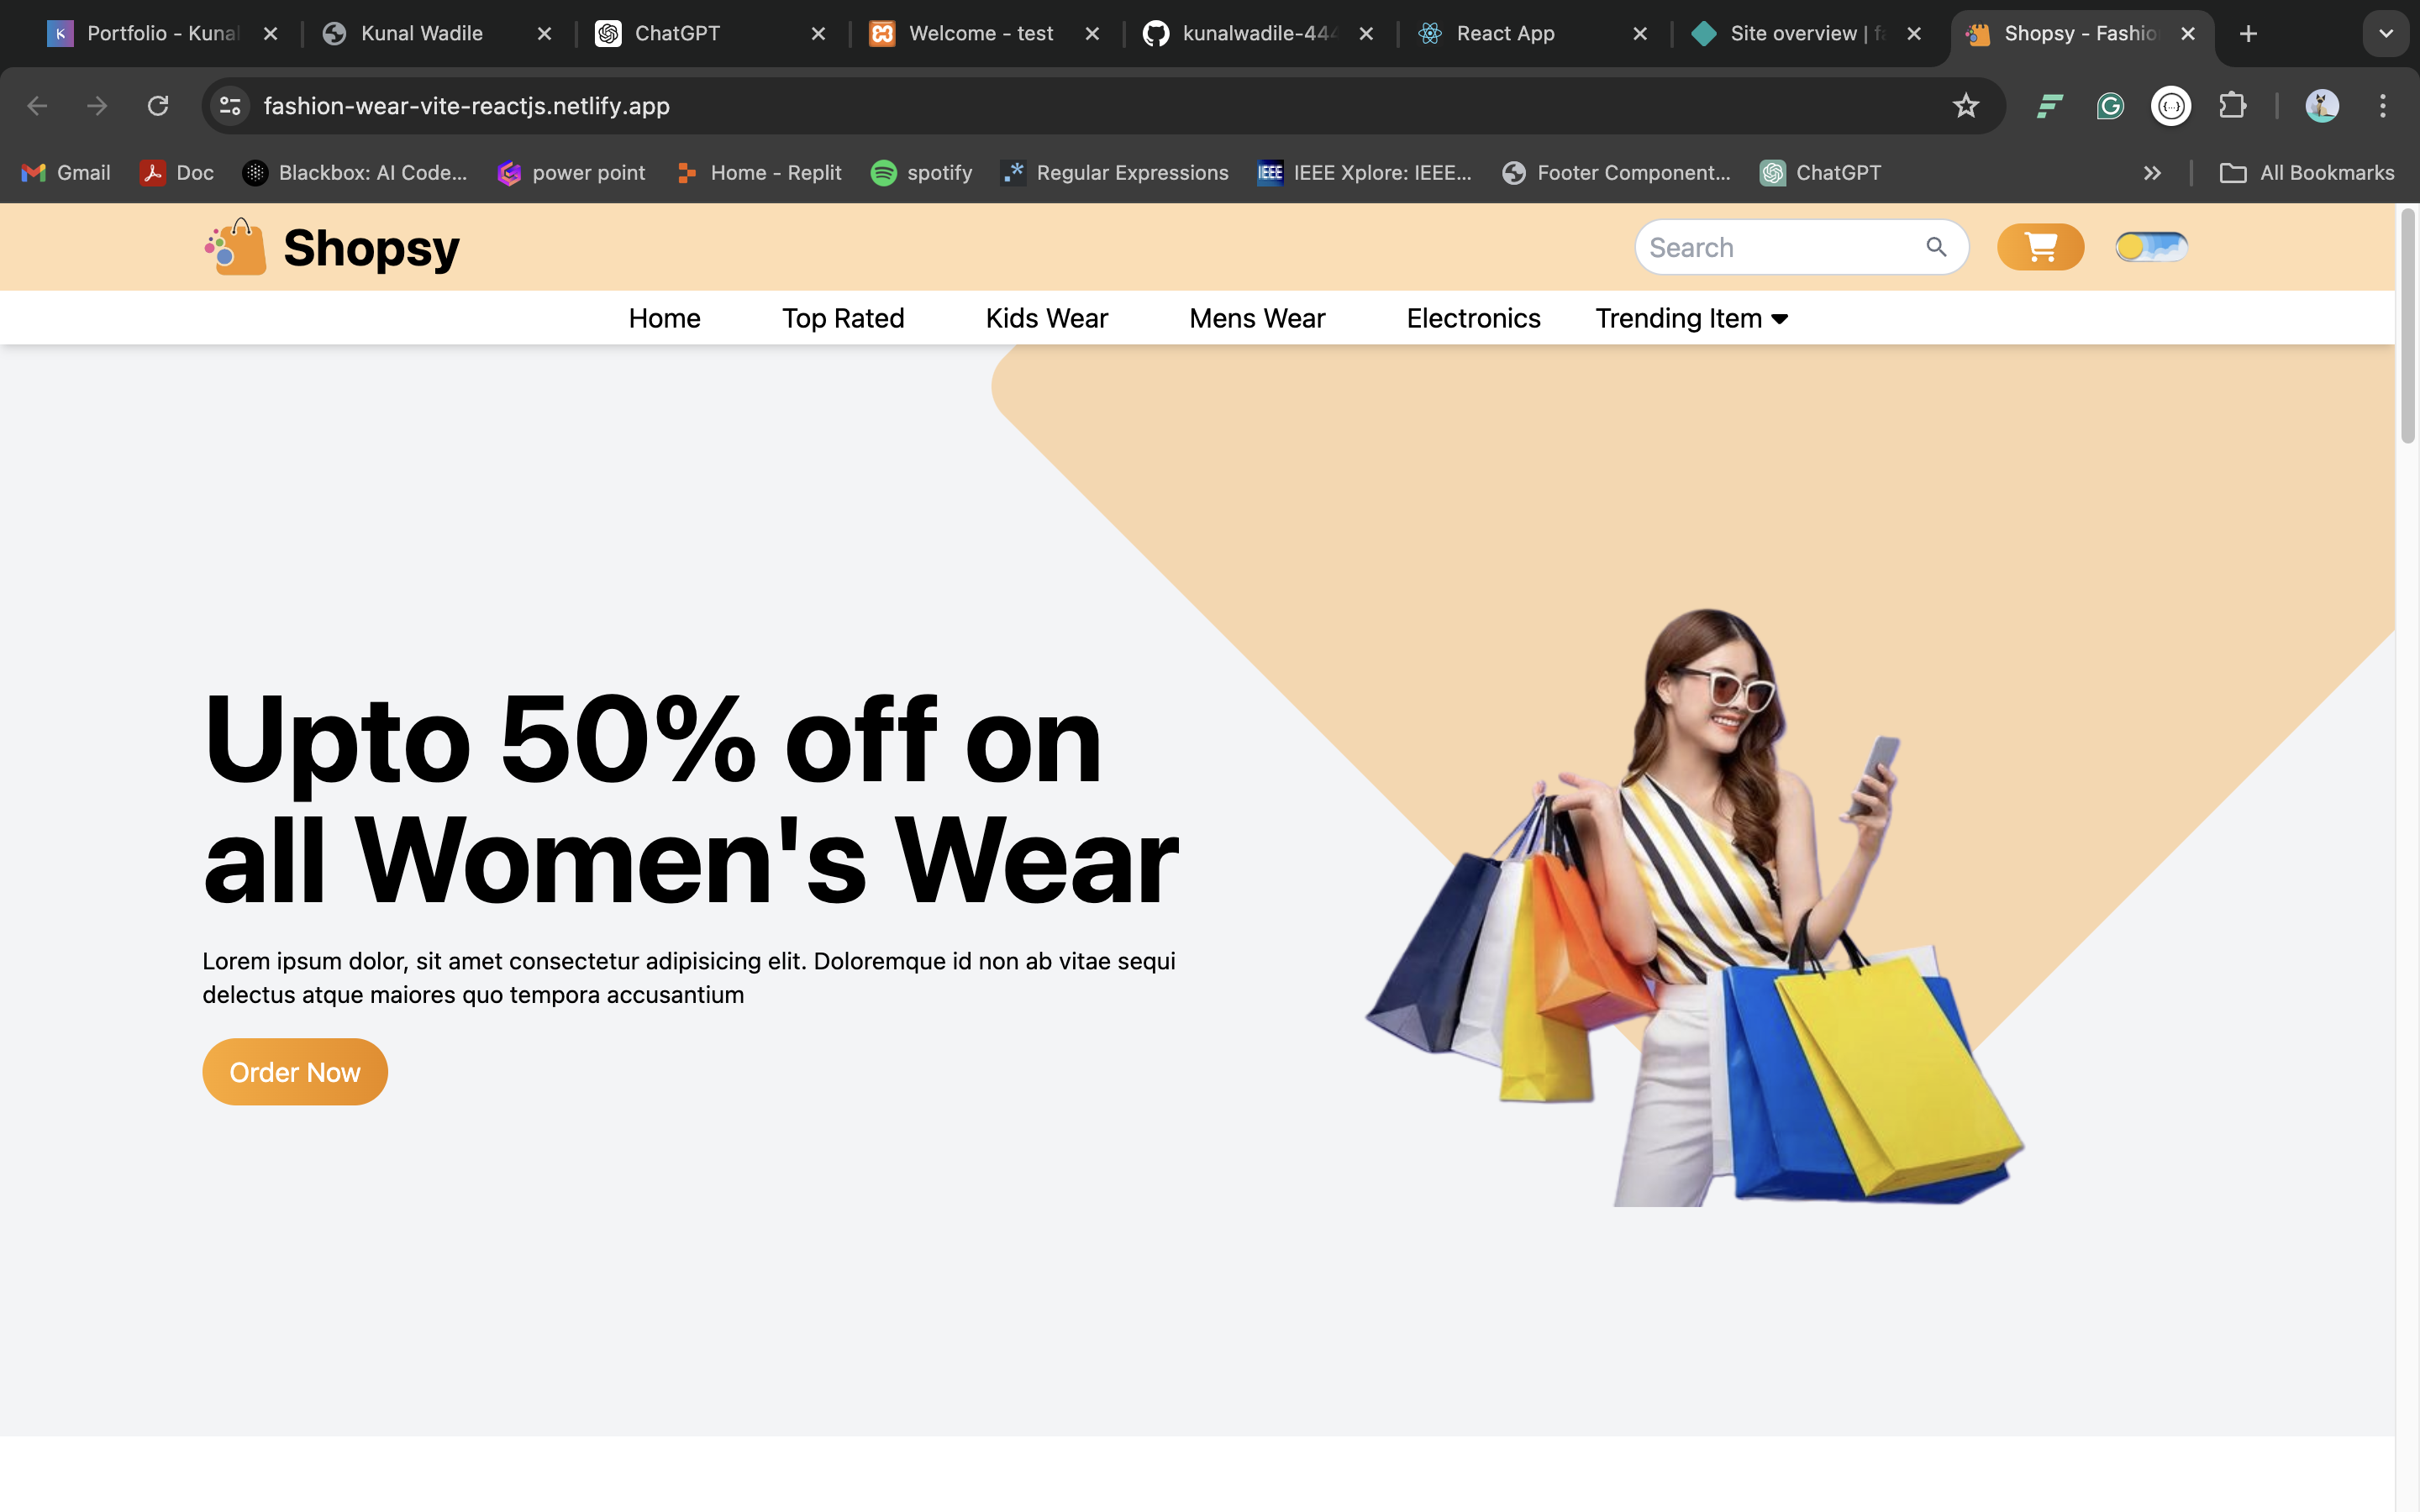 Portfolio - Kunal
Kunal Wadile
ChatGPT
Welcome - test
kunalwadile-444
React App
Site overview | fa
Shopsy - Fashio
fashion-wear-vite-reactjs.netlify.app
Gmail
Doc
Blackbox: AI Code...
power point
Home - Replit
spotify
Regular Expressions
IEEE
IEEE Xplore: IEEE...
Footer Component...
ChatGPT
All Bookmarks
Shopsy
Search
Home
Top Rated
Kids Wear
Mens Wear
Electronics
Trending Item
Upto 50% off on
all Women's Wear
Lorem ipsum dolor, sit amet consectetur adipisicing elit. Doloremque id non ab vitae sequi
delectus atque maiores quo tempora accusantium
Order Now